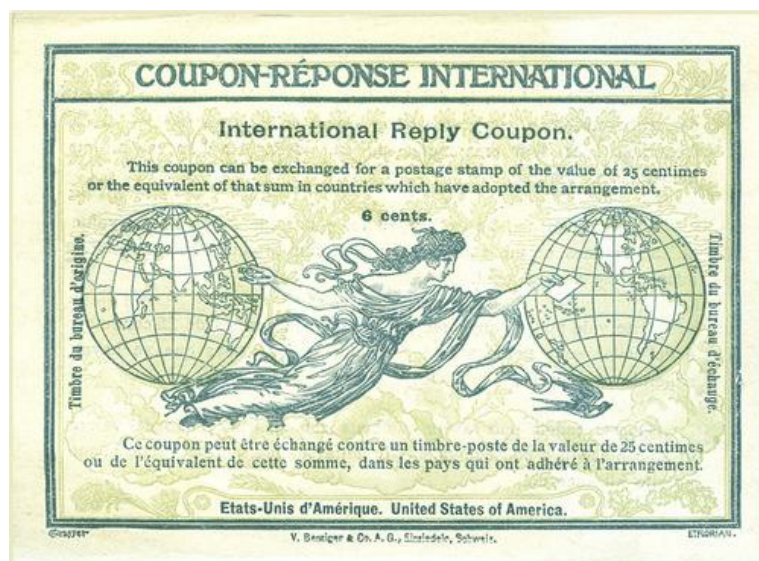 COUPON-RÉPONSE INTERNATIONAL
International Reply Coupon.
This coupon can be exchanged for a postage stamp of the value of 25 centimes
or the equivalent of that sum in countries which have adopted the arrangement.
6 cents.
Timbre du bureau d'origine.
Timbre du bureau d'échange.
Ce coupon peut être échangé contre un timbre-poste de la valeur de 25 centimes
ou de l'équivalent de cette somme, dans les pays qui ont adhéré à l'arrangement.
Etats-Unis d'Amérique. United States of America.
Grasset
V. Benziger & Co. A. G., Einsiedeln, Schweiz.